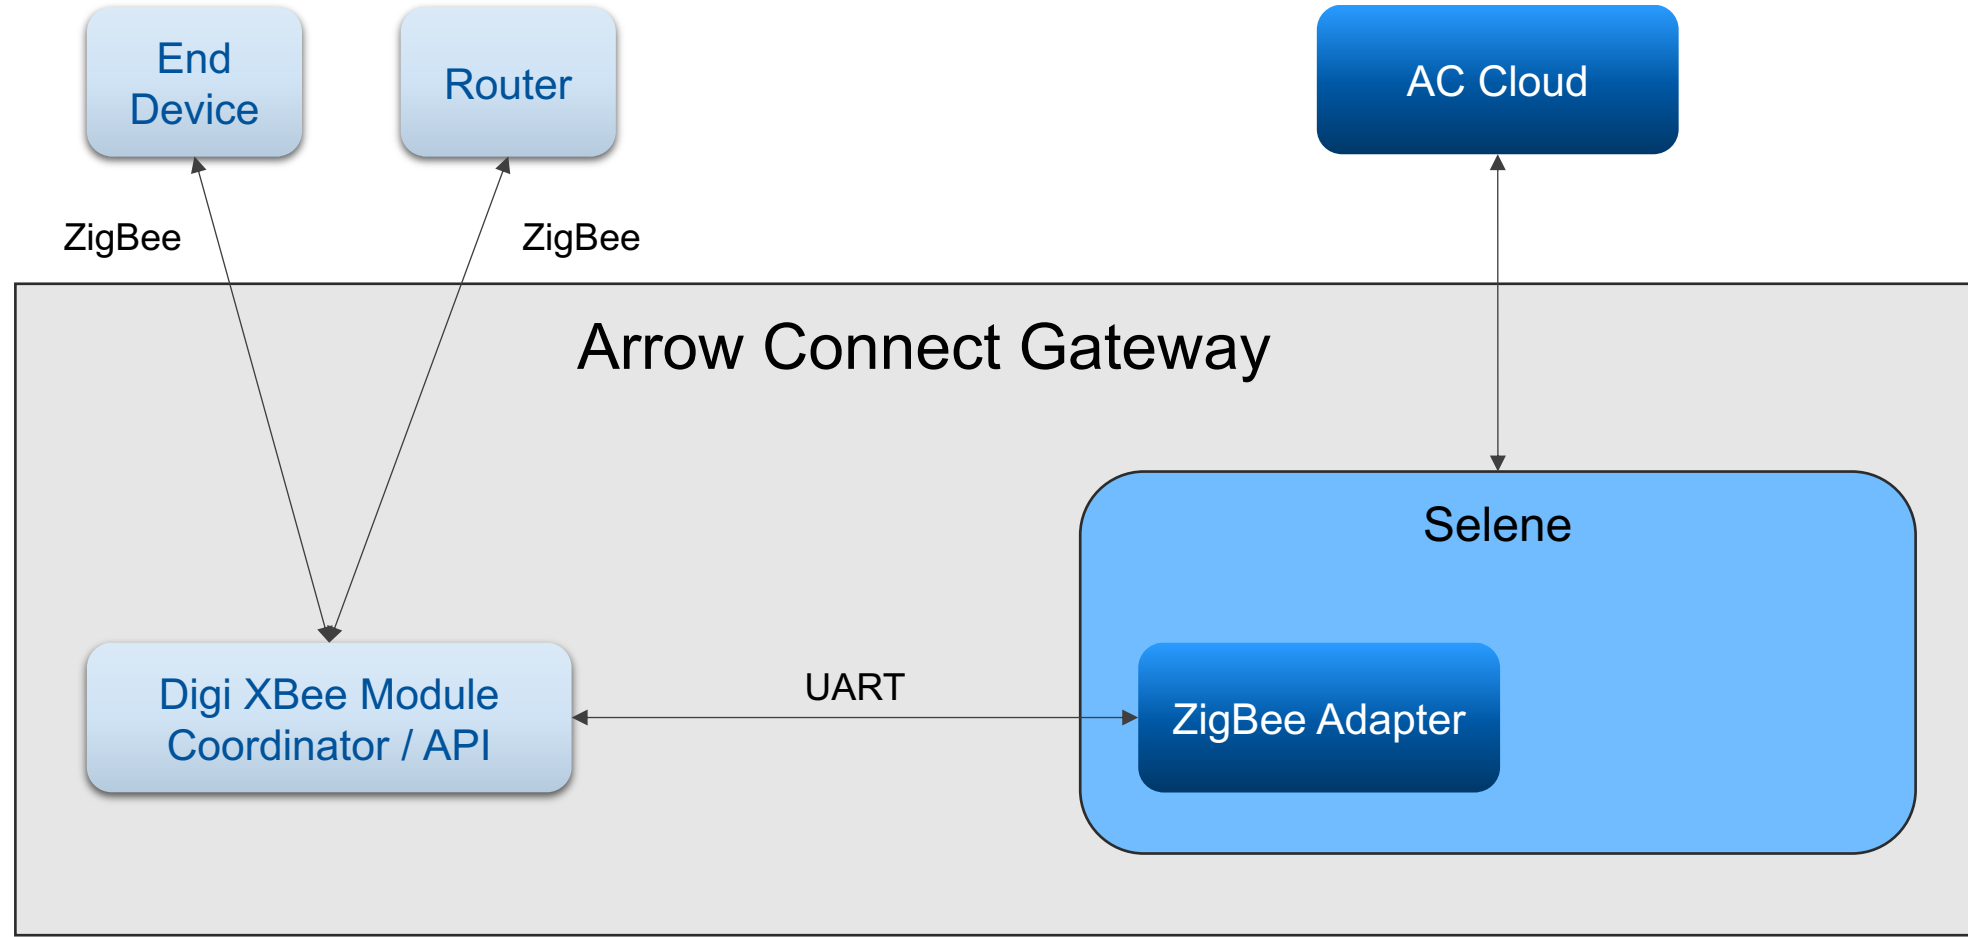 End
Device
Router
AC Cloud
ZigBee
ZigBee
Arrow Connect Gateway
Selene
Digi XBee Module
Coordinator / API
UART
ZigBee Adapter